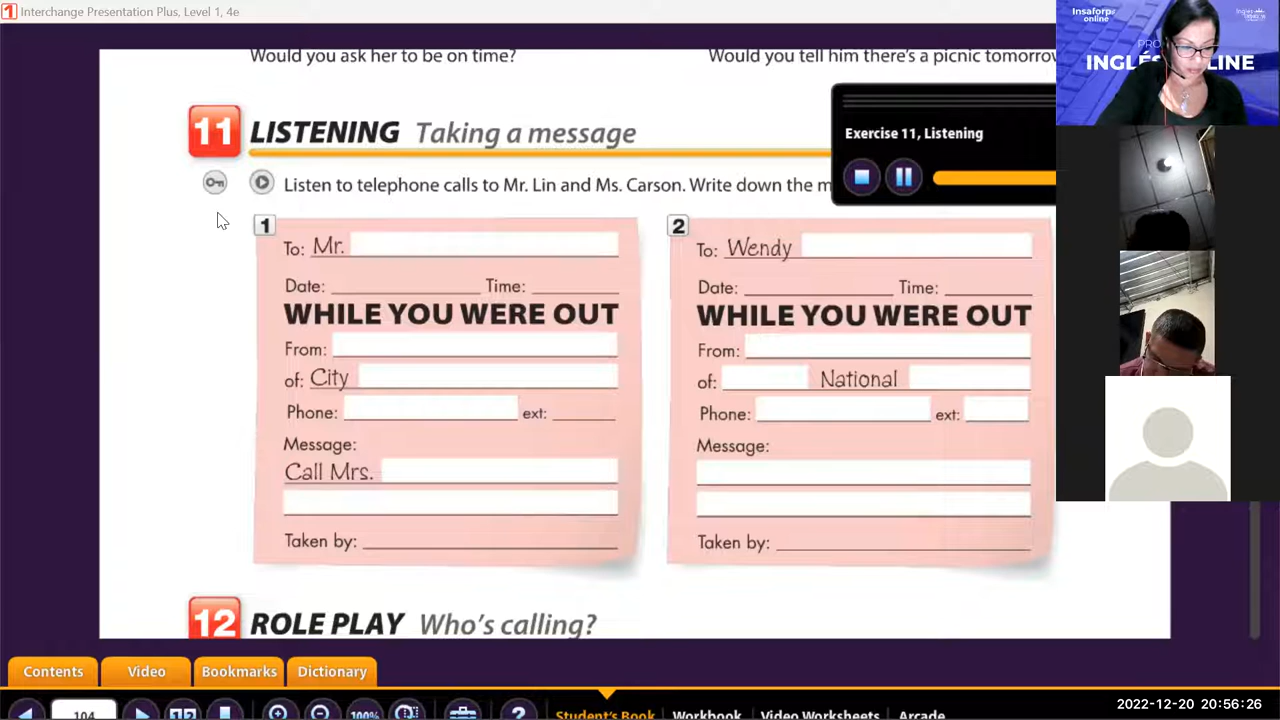 Interchange Presentation Plus, Level 1, 4e
Would you ask her to be on time?
Would you tell him there's a picnic tomorrow
11 LISTENING Taking a message
Exercise 11, Listening
Listen to telephone calls to Mr. Lin and Ms. Carson. Write down the m
1
To: Mr.
Date: Time:
WHILE YOU WERE OUT
From:
of: City
Phone: ext:
Message:
Call Mrs.
Taken by:
2
To: Wendy
Date: Time:
WHILE YOU WERE OUT
From:
of: National
Phone: ext:
Message:
Taken by:
12 ROLE PLAY Who's calling?
Contents Video Bookmarks Dictionary
104 100% ?
Student's Book Workbook Video Worksheets Arcade
Insaforp
online
PRO
INGLÉS ONLINE
2022-12-20 20:56:26